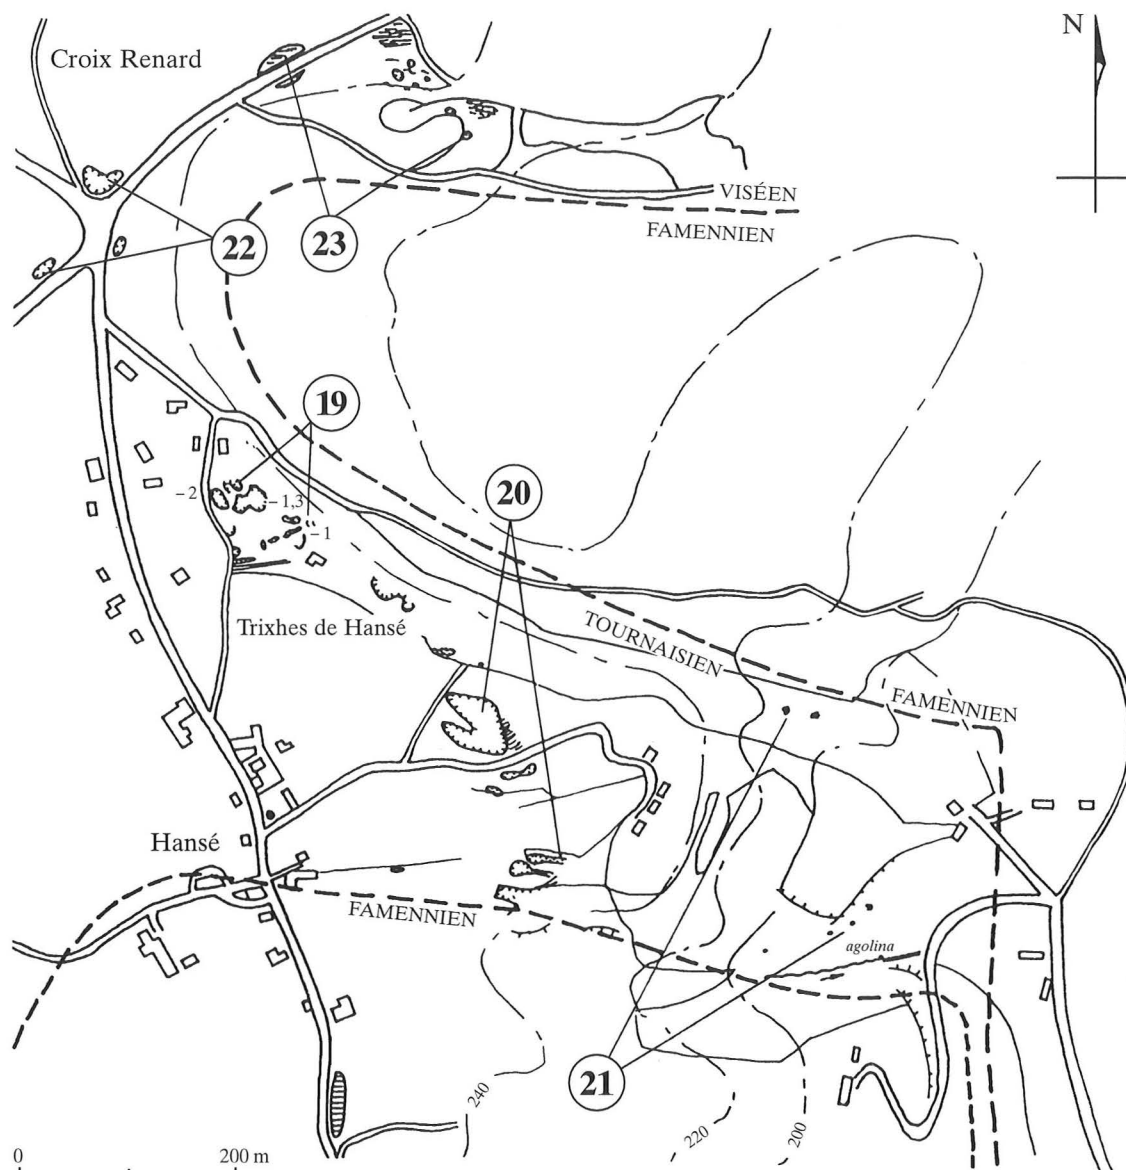 N
Croix Renard
VISÉEN
FAMENNIEN
22
23
19
20
-2
-1,3
-1
Trixhes de Hansé
TOURNAISIEN
FAMENNIEN
Hansé
FAMENNIEN
agolina
21
240
220
200
0
200 m